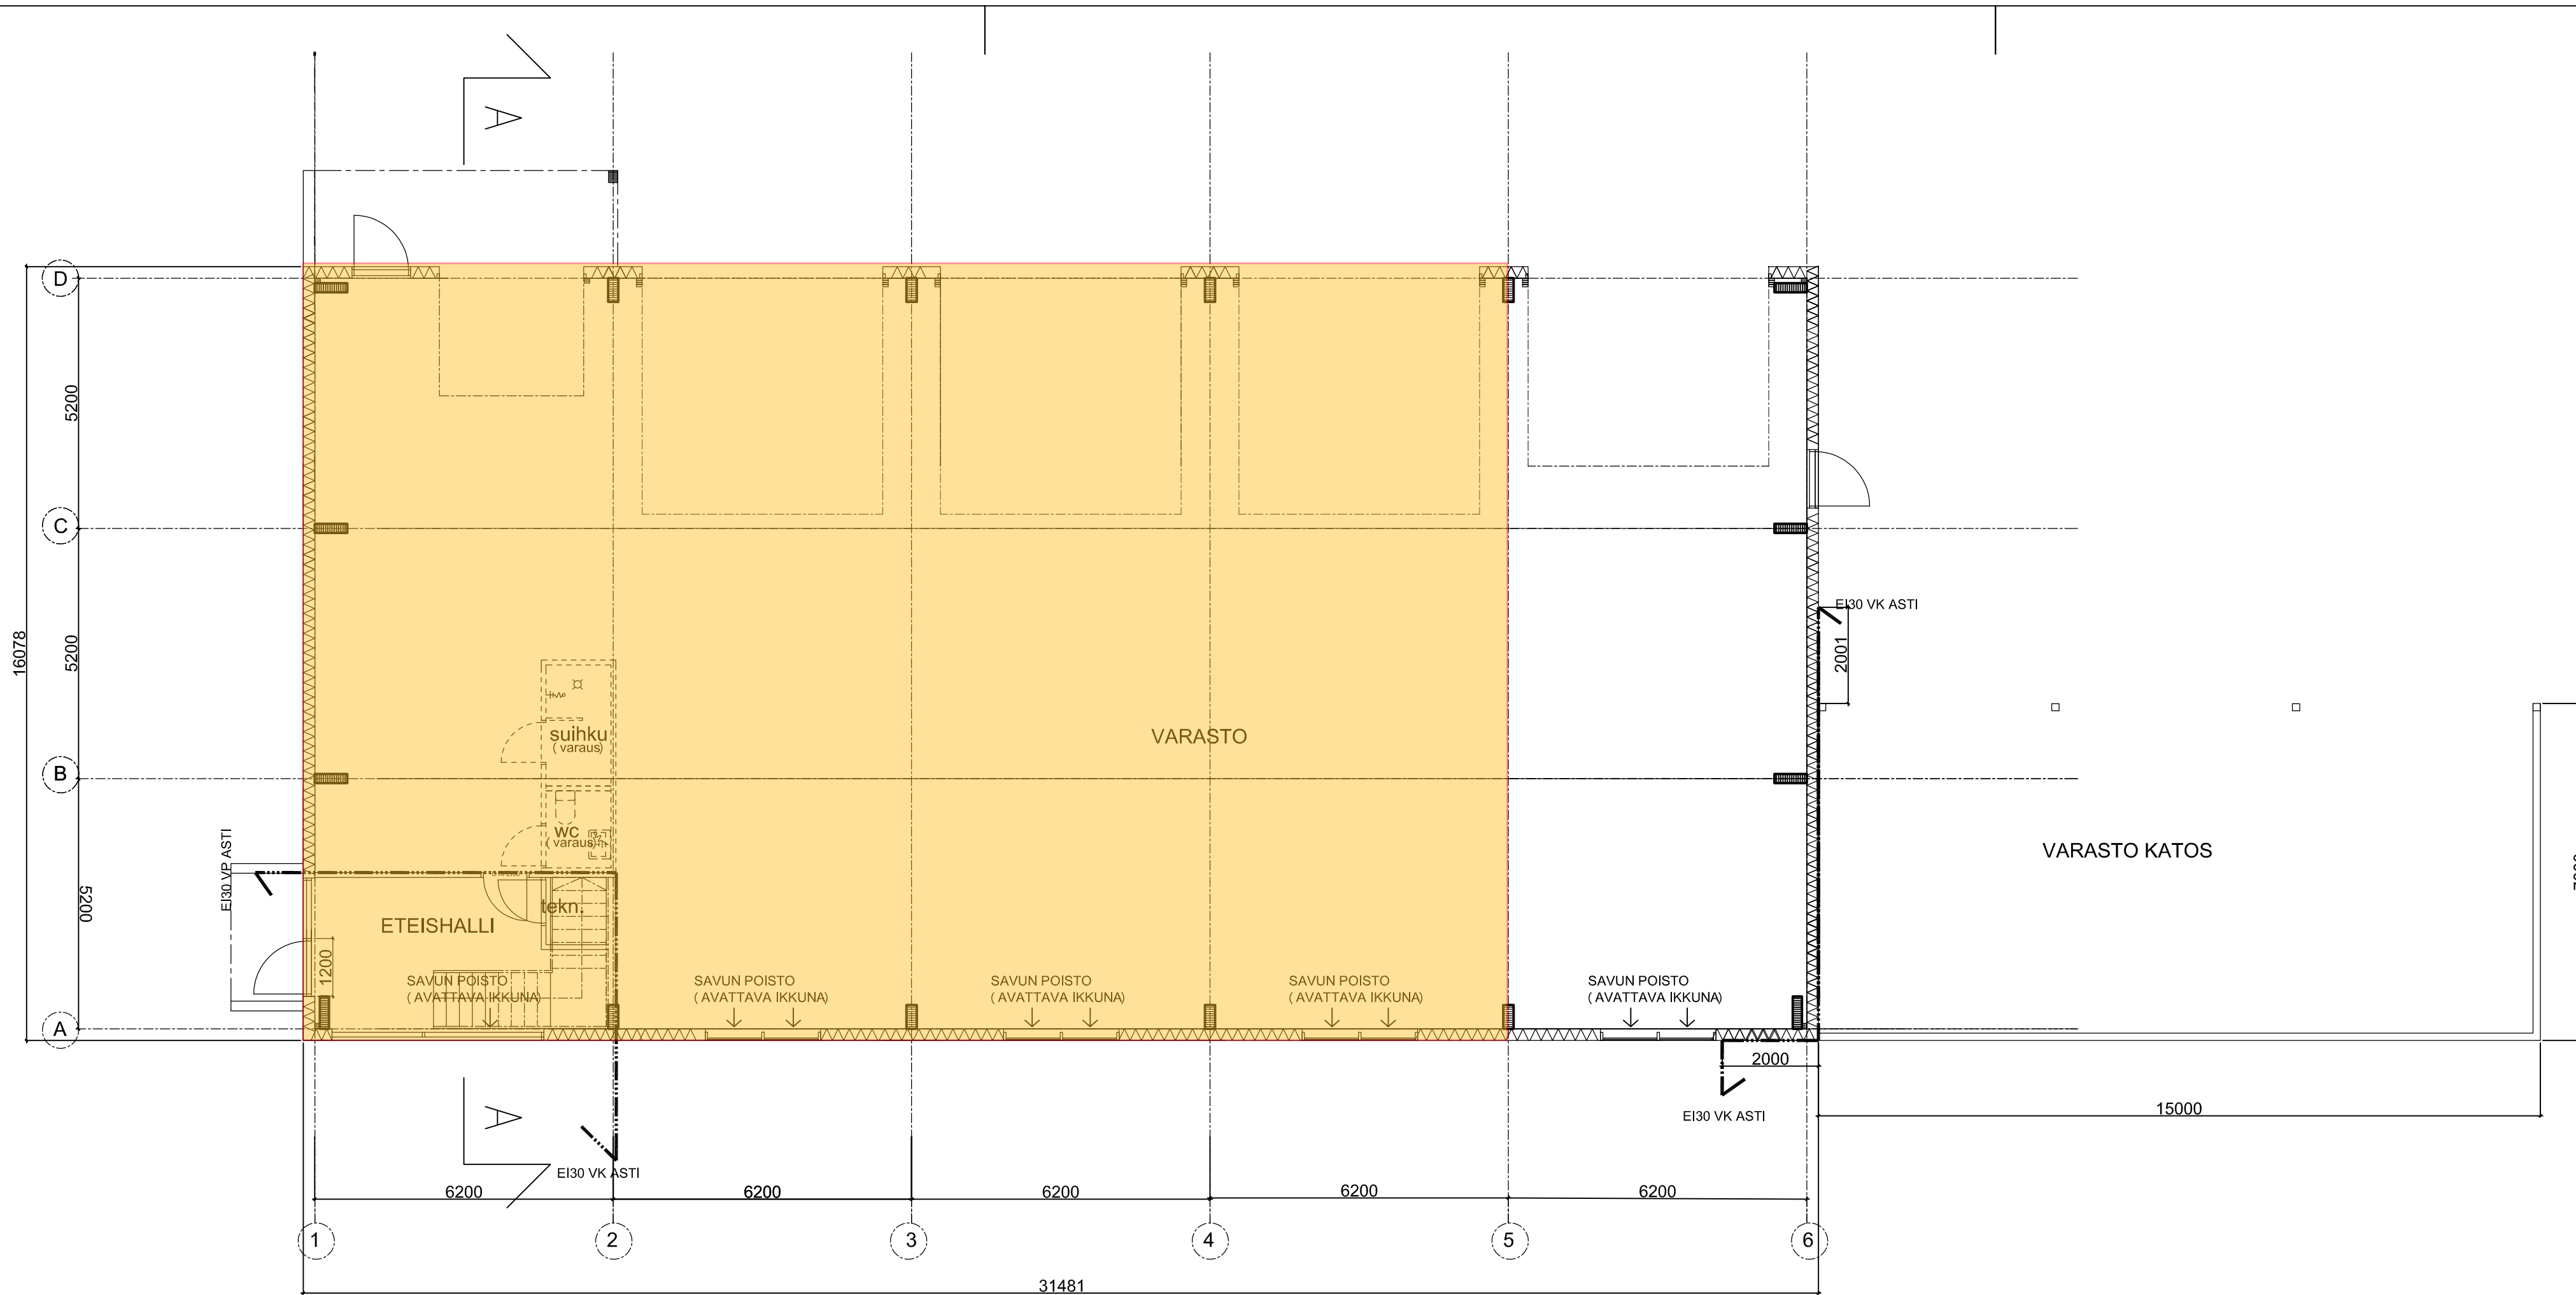 A
D
5200
C
16078
5200
EI30 VK ASTI
2001
suihku
( varaus)
VARASTO
B
wc
( varaus)
EI30 VP ASTI
VARASTO KATOS
5200
tekn.
ETEISHALLI
1200
SAVUN POISTO
( AVATTAVA IKKUNA)
SAVUN POISTO
( AVATTAVA IKKUNA)
SAVUN POISTO
( AVATTAVA IKKUNA)
SAVUN POISTO
( AVATTAVA IKKUNA)
SAVUN POISTO
( AVATTAVA IKKUNA)
A
2000
A
EI30 VK ASTI
15000
EI30 VK ASTI
6200
6200
6200
6200
6200
1
2
3
4
5
6
31481